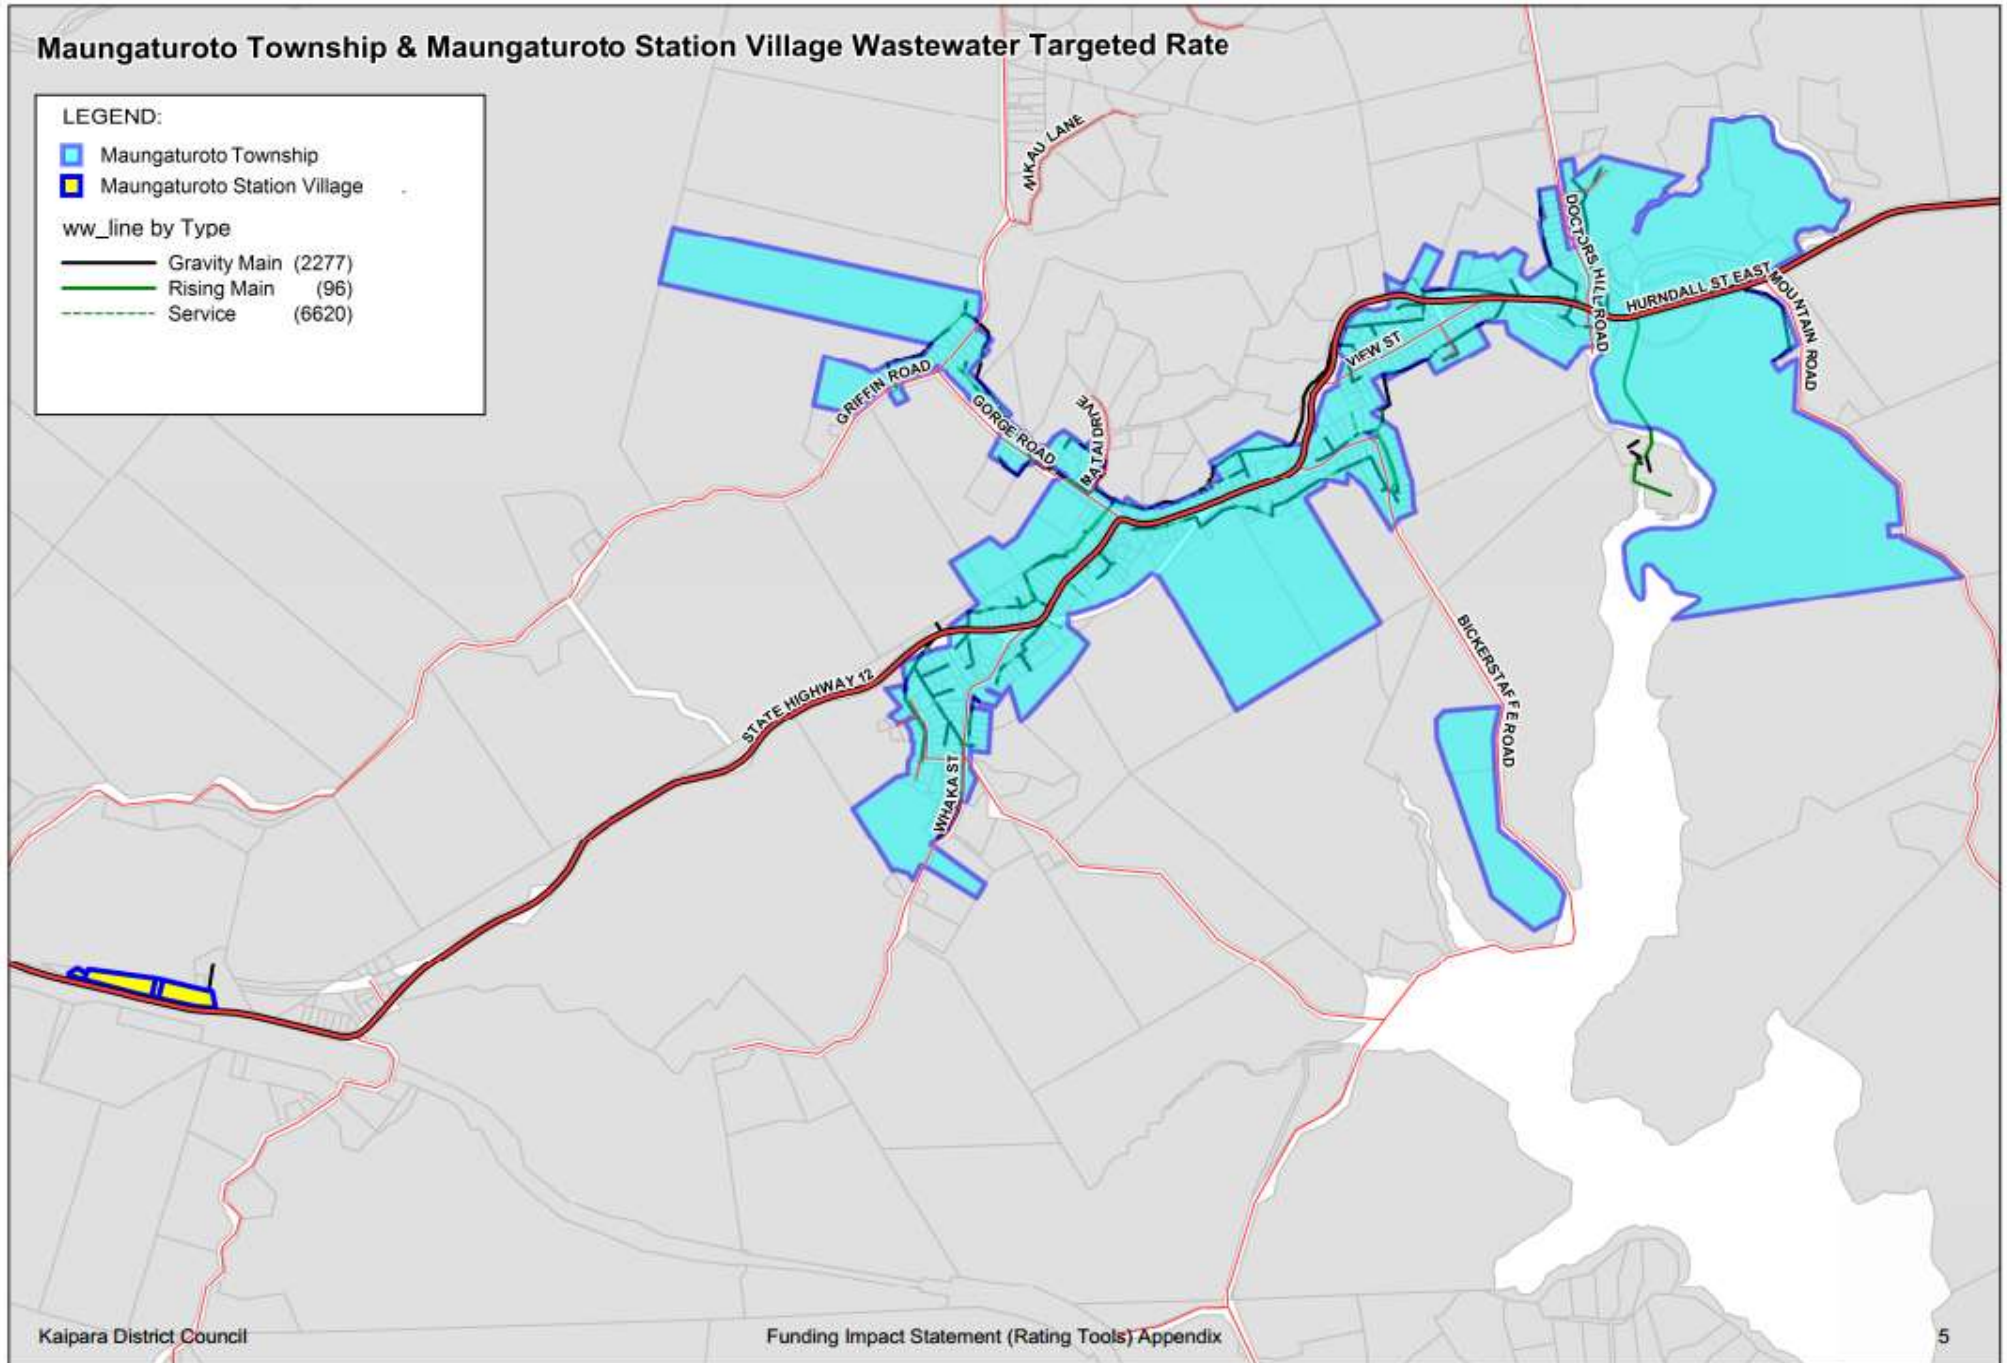 Maungaturoto Township & Maungaturoto Station Village Wastewater Targeted Rate
LEGEND:
Maungaturoto Township
Maungaturoto Station Village
ww_line by Type
Gravity Main (2277)
Rising Main (96)
Service (6620)
NIKAU LANE
DOCTORS HILL ROAD
HURNDALL ST EAST
MOUNTAIN ROAD
VIEW ST
GRIFFIN ROAD
GORGE ROAD
MATAI DRIVE
BICKERSTAFFE ROAD
STATE HIGHWAY 12
WHAKA ST
Kaipara District Council
Funding Impact Statement (Rating Tools) Appendix
5